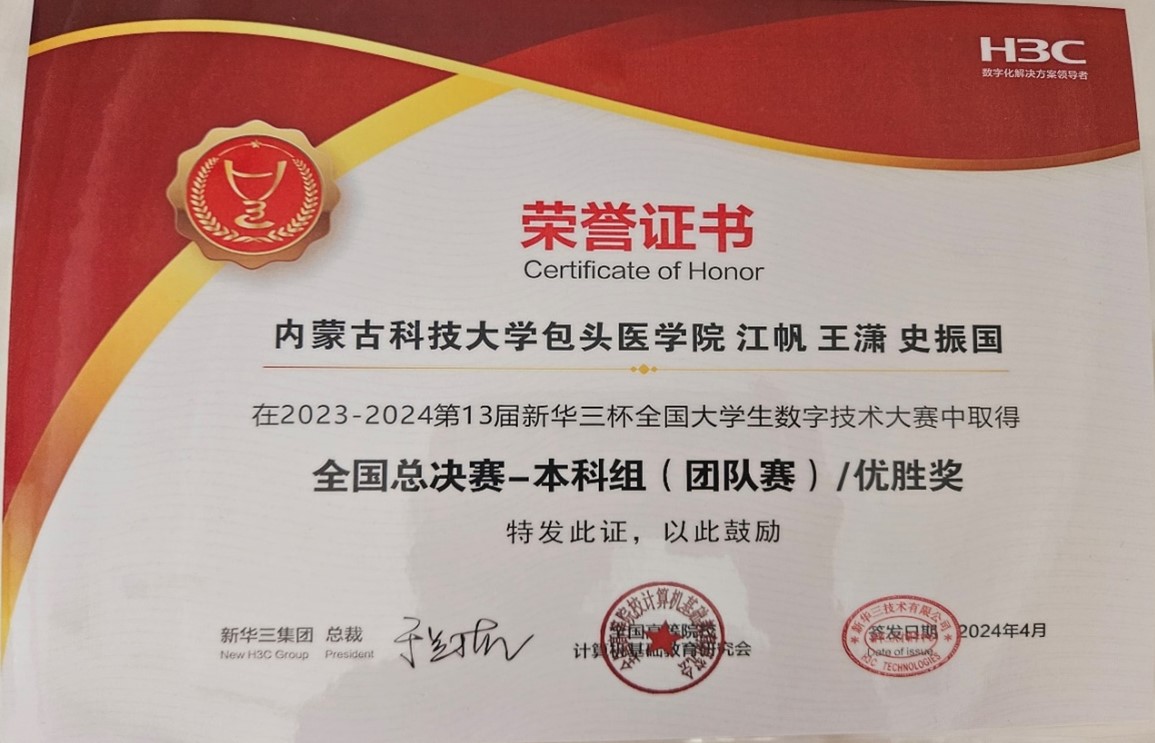 H3C
数字化解决方案领导者
荣誉证书
Certificate of Honor
内蒙古科技大学包头医学院 江帆 王潇 史振国
在2023-2024第13届新华三杯全国大学生数字技术大赛中取得
全国总决赛-本科组（团队赛）/优胜奖
特发此证，以此鼓励
新华三集团 总裁
New H3C Group President
全国高等院校
计算机基础教育研究会
签发日期 2024年4月
Date of issue
新华三技术有限公司
H3C TECHNOLOGIES